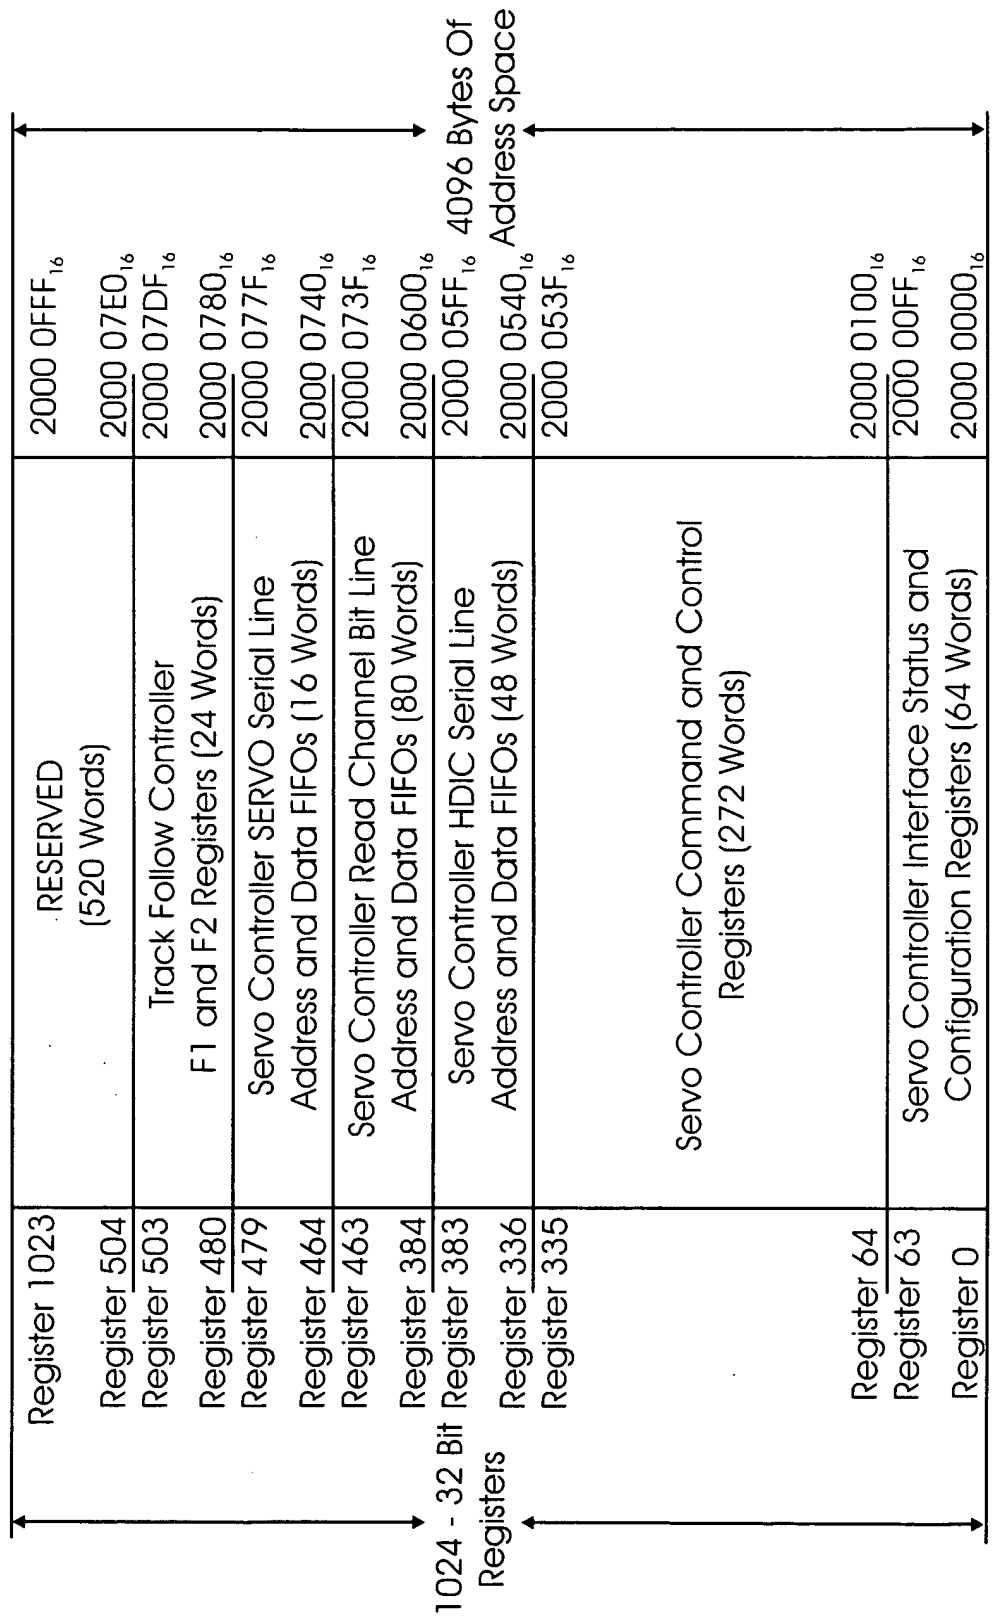 Register 1023
RESERVED
(520 Words)
2000 0FFF₁₆
Register 504
2000 07E0₁₆
Register 503
Track Follow Controller
F1 and F2 Registers (24 Words)
2000 07DF₁₆
Register 480
2000 0780₁₆
Register 479
Servo Controller SERVO Serial Line
Address and Data FIFOs (16 Words)
2000 077F₁₆
Register 464
2000 0740₁₆
Register 463
Servo Controller Read Channel Bit Line
Address and Data FIFOs (80 Words)
2000 073F₁₆
Register 384
2000 0600₁₆
1024 - 32 Bit
Registers
4096 Bytes Of
Address Space
Register 383
Servo Controller HDIC Serial Line
Address and Data FIFOs (48 Words)
2000 05FF₁₆
Register 336
2000 0540₁₆
Register 335
2000 053F₁₆
Servo Controller Command and Control
Registers (272 Words)
Register 64
2000 0100₁₆
Register 63
Servo Controller Interface Status and
Configuration Registers (64 Words)
2000 00FF₁₆
Register 0
2000 0000₁₆